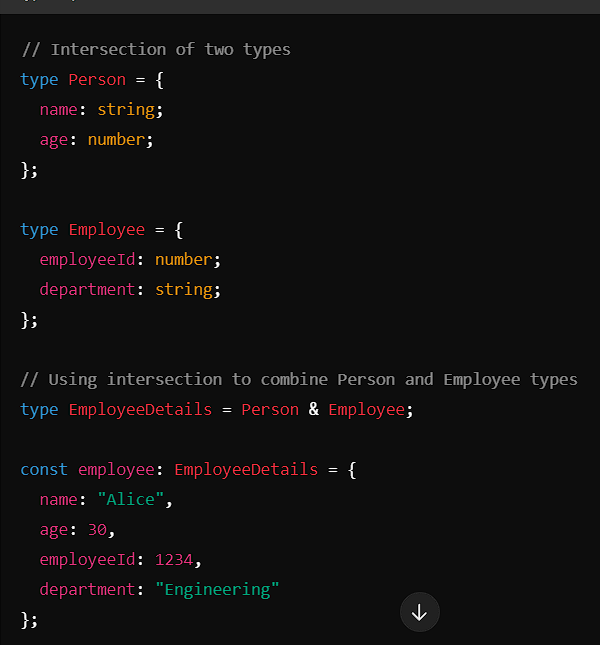 // Intersection of two types
type Person = {
  name: string;
  age: number;
};

type Employee = {
  employeeId: number;
  department: string;
};

// Using intersection to combine Person and Employee types
type EmployeeDetails = Person & Employee;

const employee: EmployeeDetails = {
  name: "Alice",
  age: 30,
  employeeId: 1234,
  department: "Engineering"
};